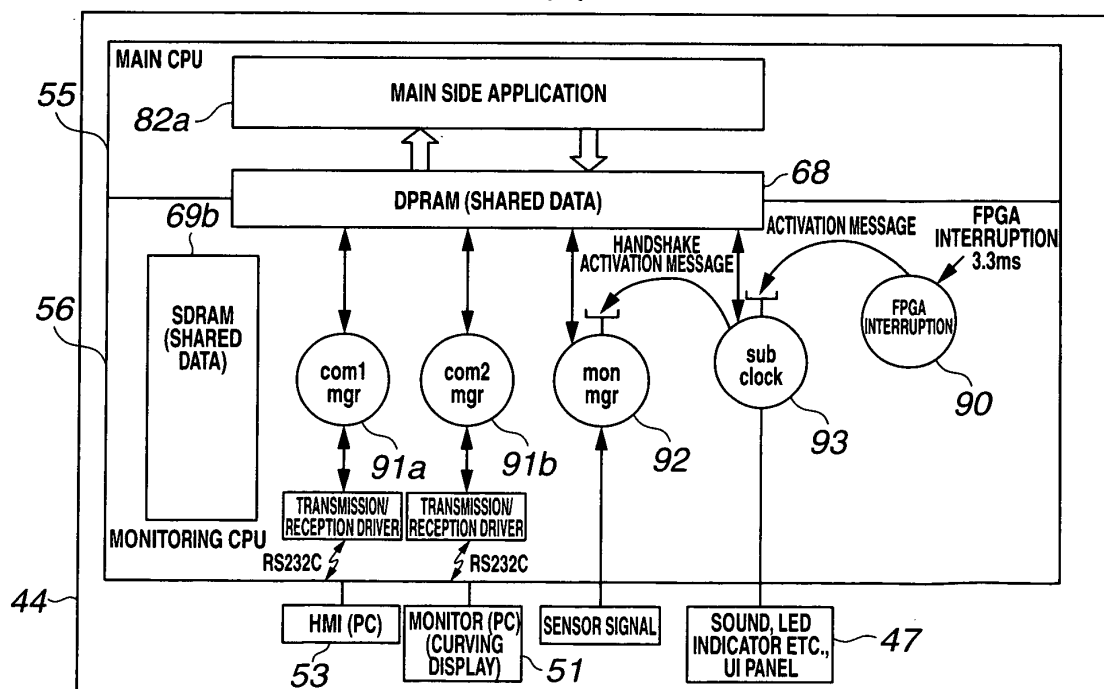 MAIN CPU
55
MAIN SIDE APPLICATION
82a
68
DPRAM (SHARED DATA)
69b
HANDSHAKE
ACTIVATION MESSAGE
ACTIVATION MESSAGE
FPGA
INTERRUPTION
3.3ms
56
SDRAM
(SHARED
DATA)
FPGA
INTERRUPTION
com1
mgr
com2
mgr
mon
mgr
sub
clock
90
91a
91b
92
93
TRANSMISSION/
RECEPTION DRIVER
TRANSMISSION/
RECEPTION DRIVER
MONITORING CPU
RS232C
RS232C
44
HMI (PC)
53
MONITOR (PC)
(CURVING
DISPLAY)
51
SENSOR SIGNAL
SOUND, LED
INDICATOR ETC.,
UI PANEL
47